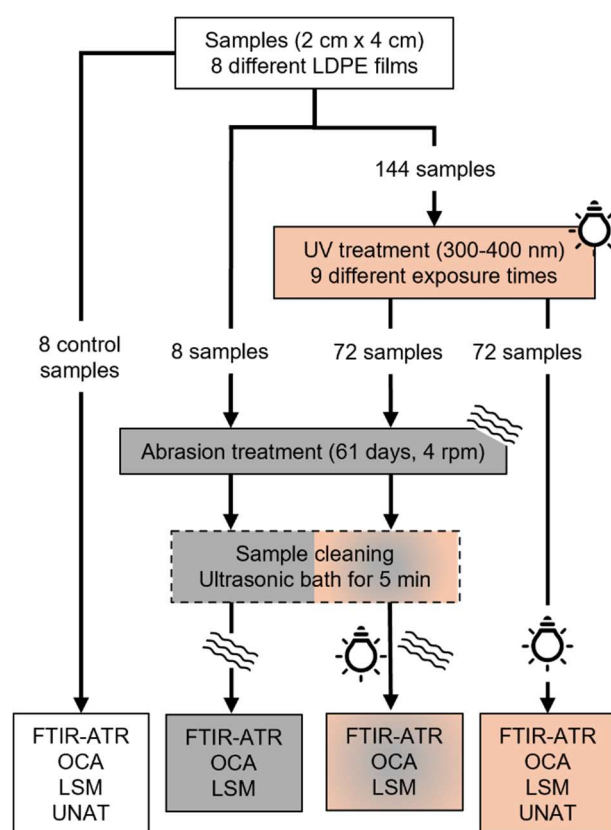 Samples (2 cm x 4 cm)
8 different LDPE films
144 samples
UV treatment (300-400 nm)
9 different exposure times
8 control
samples
8 samples
72 samples
72 samples
Abrasion treatment (61 days, 4 rpm)
Sample cleaning
Ultrasonic bath for 5 min
FTIR-ATR
OCA
LSM
UNAT
FTIR-ATR
OCA
LSM
FTIR-ATR
OCA
LSM
FTIR-ATR
OCA
LSM
UNAT